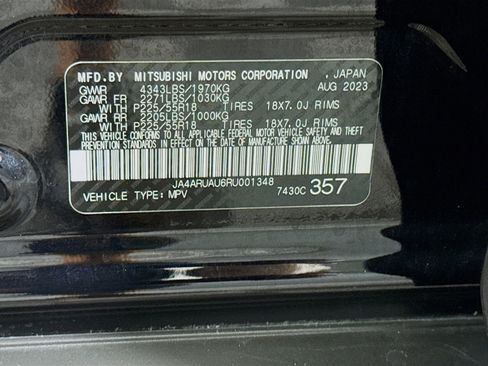 MFD.BY MITSUBISHI MOTORS CORPORATION , JAPAN
GVWR 4343LBS/1970KG AUG 2023
GAWR FR 2271LBS/1030KG
P225/55R18 TIRES 18X7.0J RIMS
GAWR RR 2205LBS/1000KG
P225/55R18 TIRES 18X7.0J RIMS
THIS VEHICLE CONFORMS TO ALL APPLICABLE FEDERAL MOTOR
VEHICLE SAFETY AND THEFT PREVENTION STANDARDS IN
EFFECT ON THE DATE OF MANUFACTURE SHOWN ABOVE.
JA4ARUAU6RU001348
VEHICLE TYPE: MPV 7430C 357